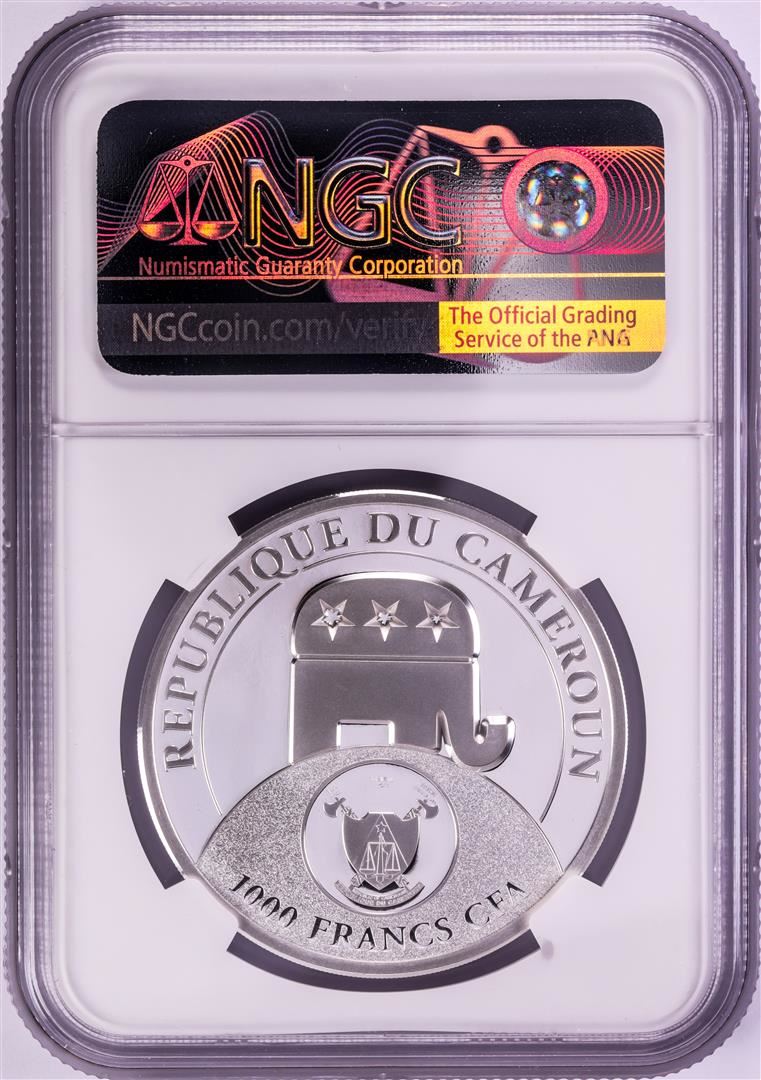 NGC
Numismatic Guaranty Corporation
NGCcoin.com/verify
The Official Grading
Service of the ANA
REPUBLIQUE DU CAMEROUN
1000 FRANCS CFA